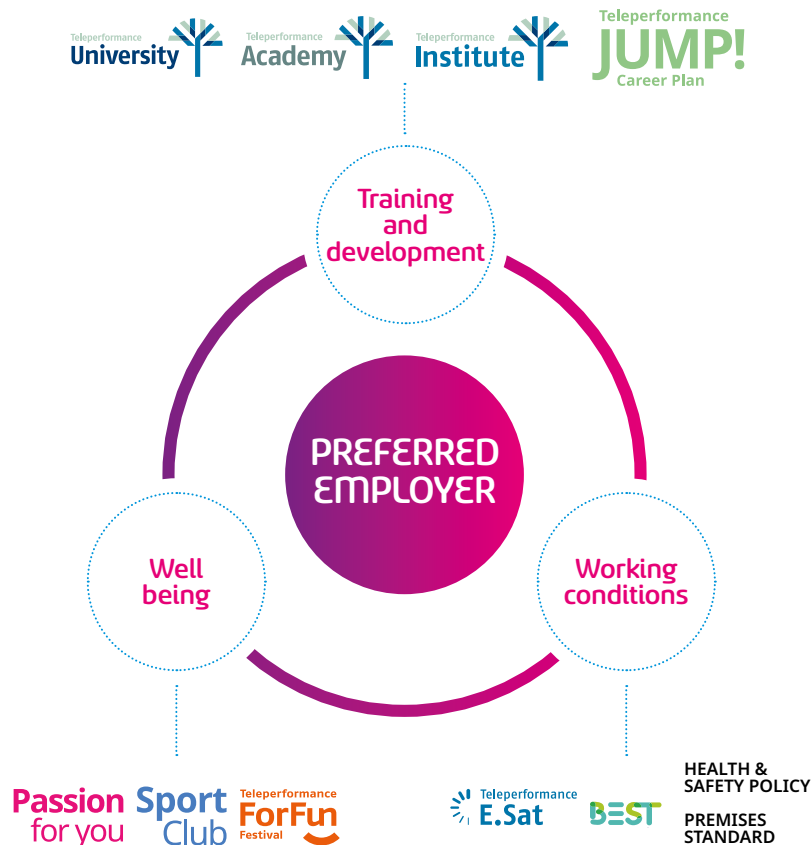 Teleperformance
University
Teleperformance
Academy
Teleperformance
Institute
Teleperformance
JUMP!
Career Plan
Training
and
development
PREFERRED
EMPLOYER
Well
being
Working
conditions
Passion
for you
Sport
Club
Teleperformance
ForFun
Festival
Teleperformance
E.Sat
BEST
HEALTH &
SAFETY POLICY
PREMISES
STANDARD